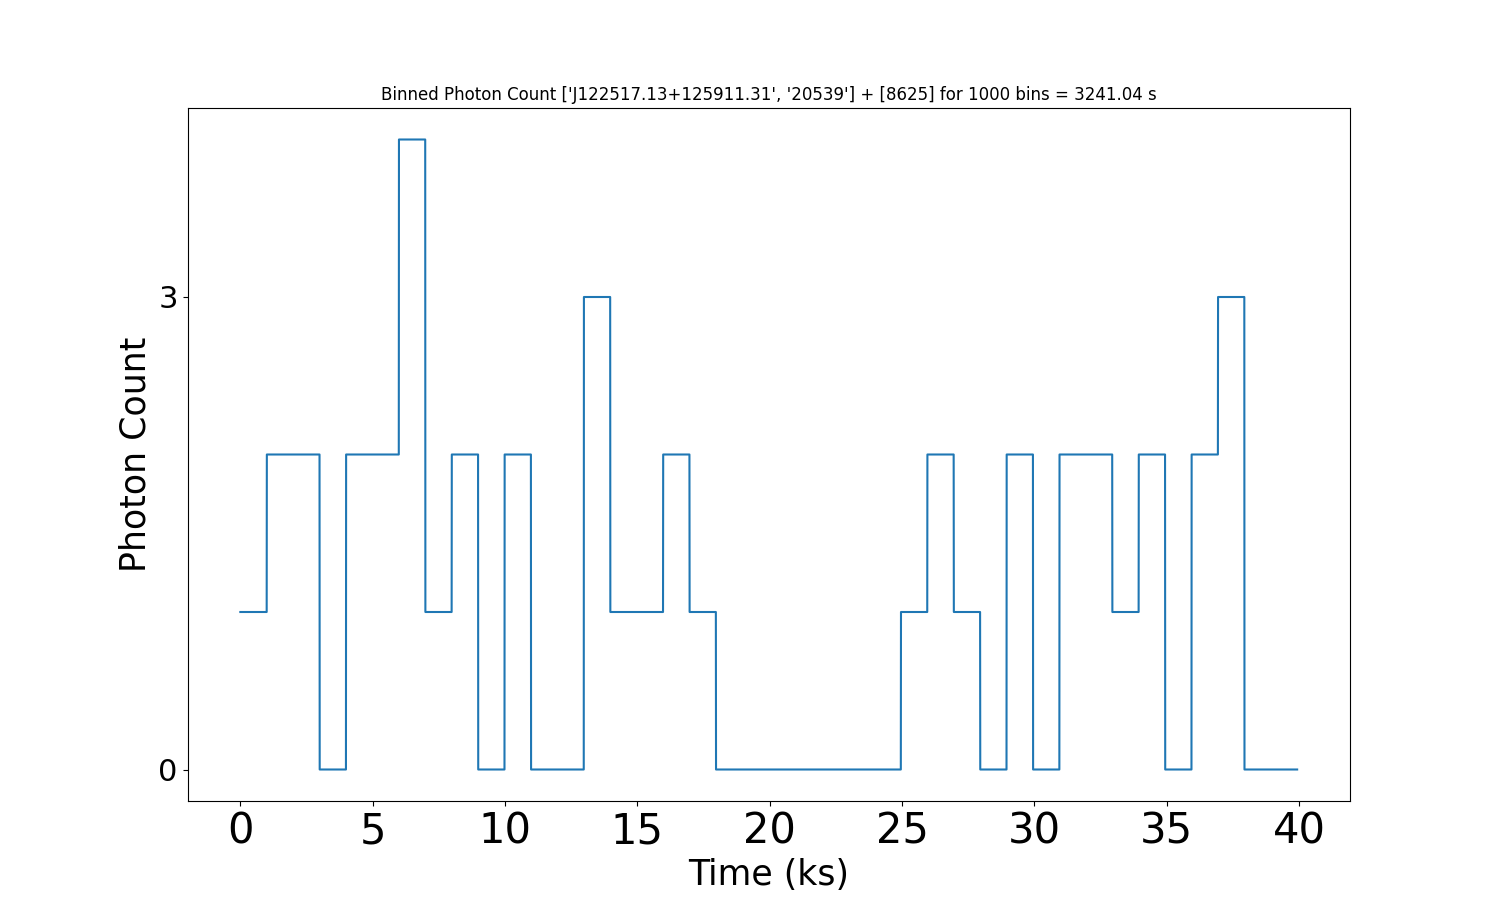 Binned Photon Count ['J122517.13+125911.31', '20539'] + [8625] for 1000 bins = 3241.04 s
3
0
Photon Count
0 5 10 15 20 25 30 35 40
Time (ks)